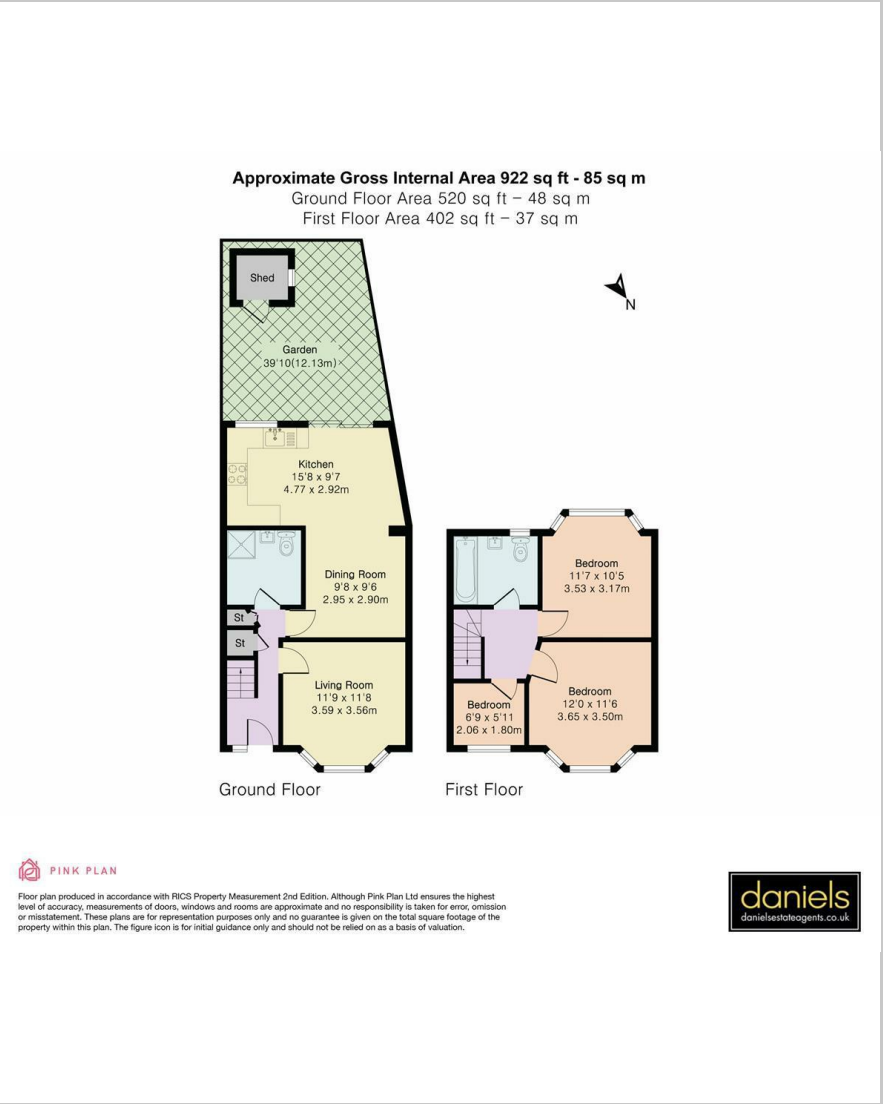 Approximate Gross Internal Area 922 sq ft - 85 sq m
Ground Floor Area 520 sq ft – 48 sq m
First Floor Area 402 sq ft – 37 sq m
Shed
N
Garden
39'10(12.13m)
Kitchen
15'8 x 9'7
4.77 x 2.92m
Dining Room
9'8 x 9'6
2.95 x 2.90m
St
St
Living Room
11'9 x 11'8
3.59 x 3.56m
Ground Floor
Bedroom
11'7 x 10'5
3.53 x 3.17m
Bedroom
12'0 x 11'6
3.65 x 3.50m
Bedroom
6'9 x 5'11
2.06 x 1.80m
First Floor
PINK PLAN
Floor plan produced in accordance with RICS Property Measurement 2nd Edition. Although Pink Plan Ltd ensures the highest
level of accuracy, measurements of doors, windows and rooms are approximate and no responsibility is taken for error, omission
or misstatement. These plans are for representation purposes only and no guarantee is given on the total square footage of the
property within this plan. The figure icon is for initial guidance only and should not be relied on as a basis of valuation.
daniels
danielsestateagents.co.uk